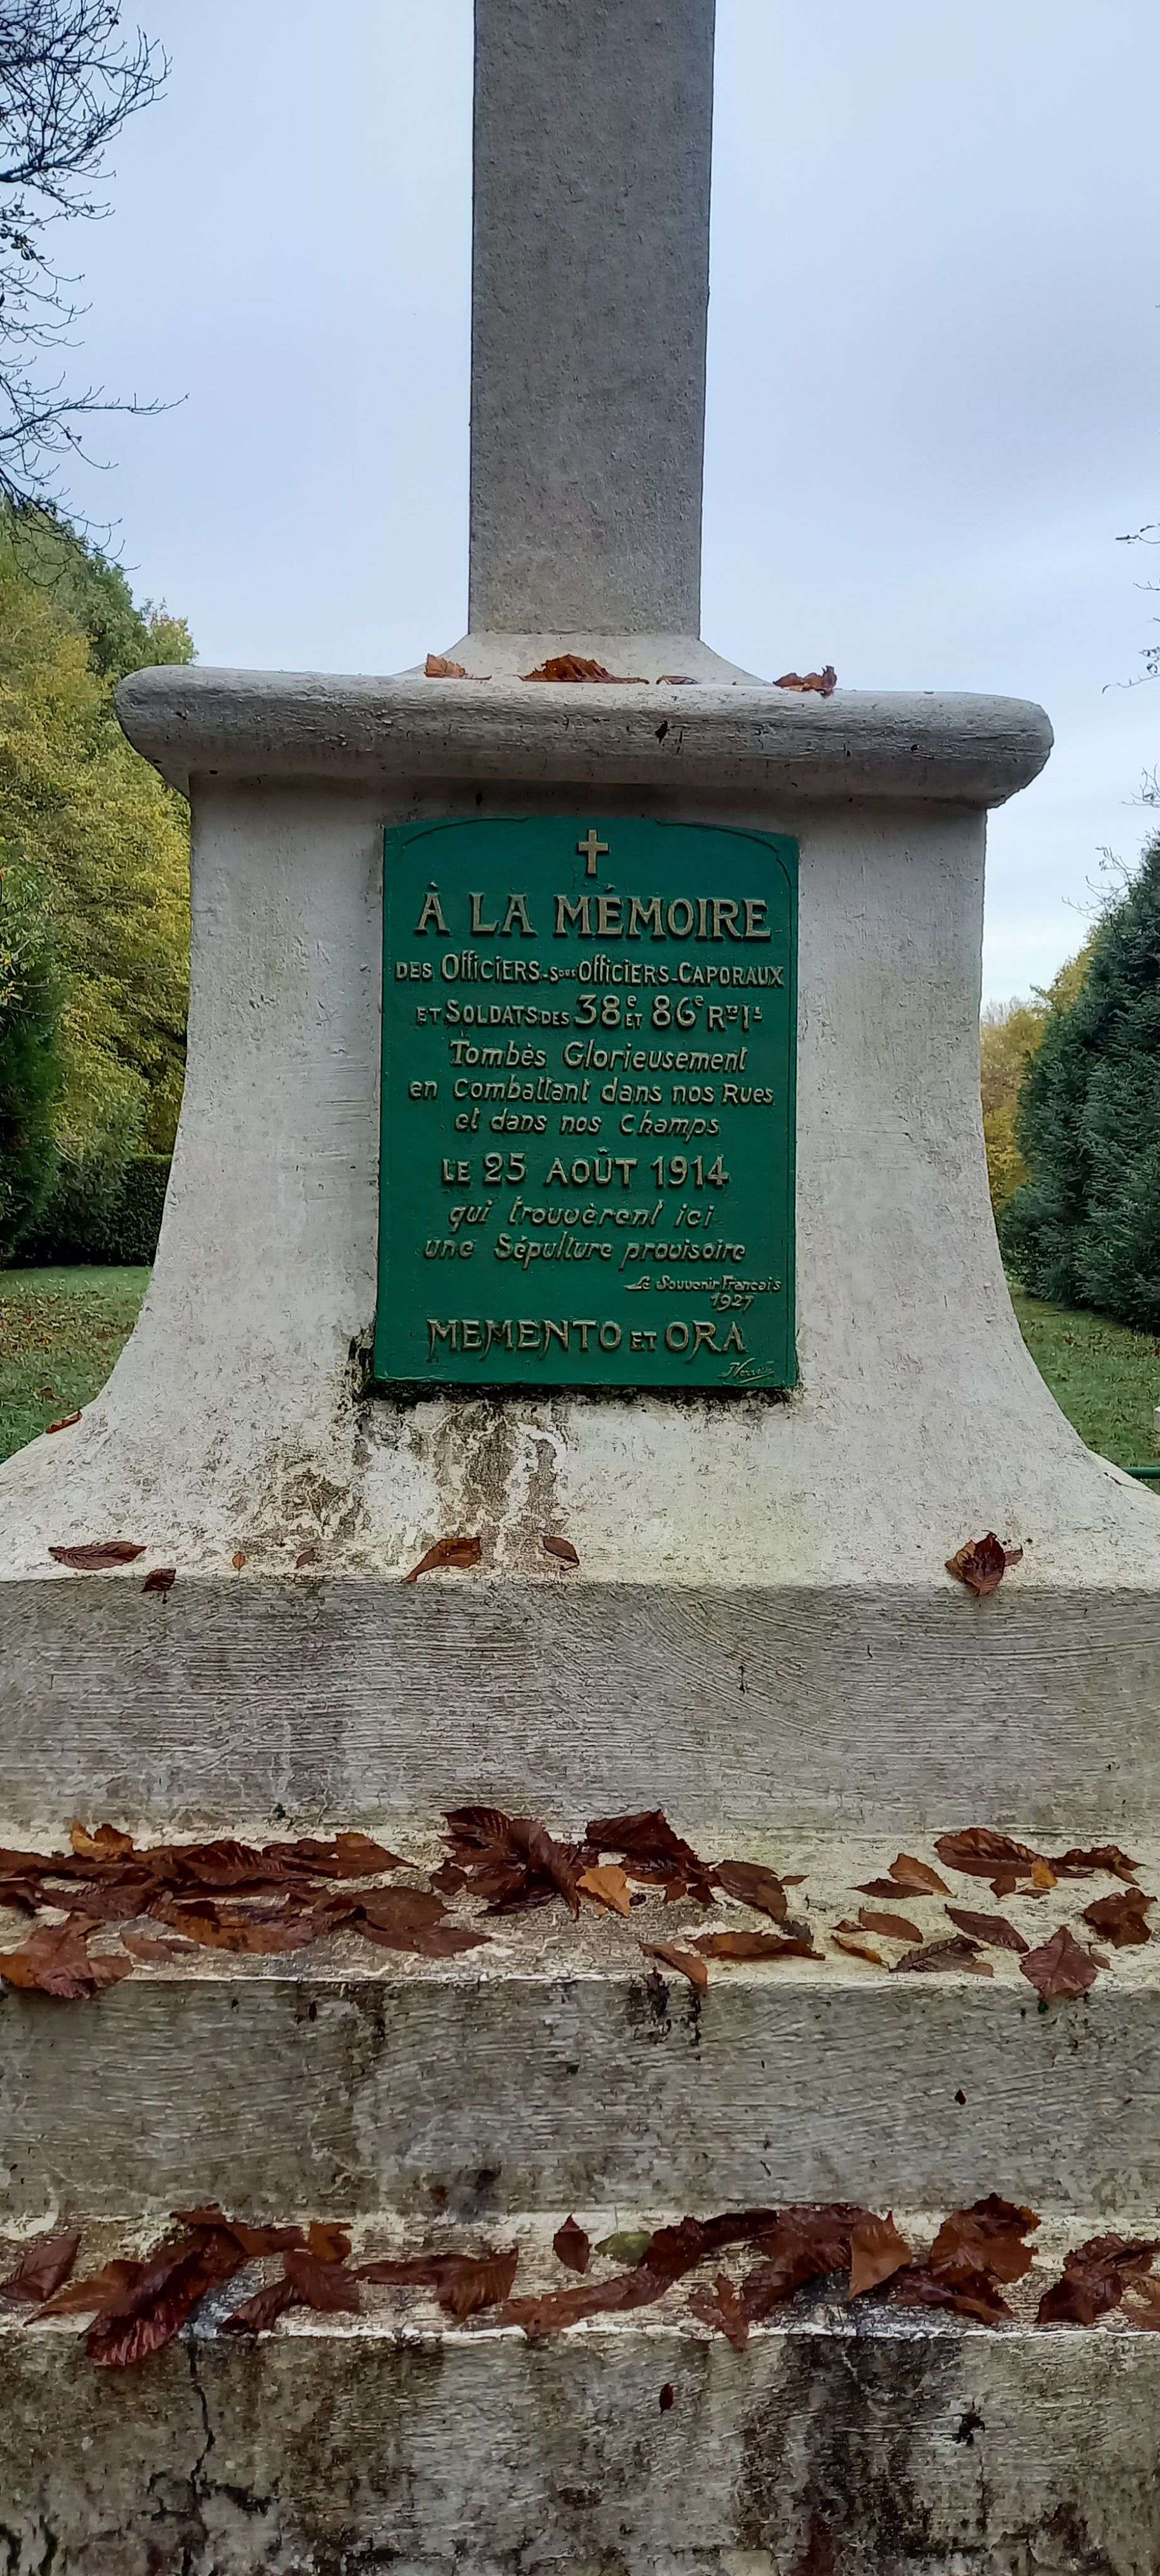 À LA MÉMOIRE
DES OFFICIERS-SOUS OFFICIERS-CAPORAUX
ET SOLDATS DES 38e ET 86e Rts Ie
Tombès Glorieusement
en Combattant dans nos Rues
et dans nos Champs
LE 25 AOÛT 1914
qui trouvèrent ici
une Sépulture provisoire
Le Souvenir Français
1927
MEMENTO ET ORA